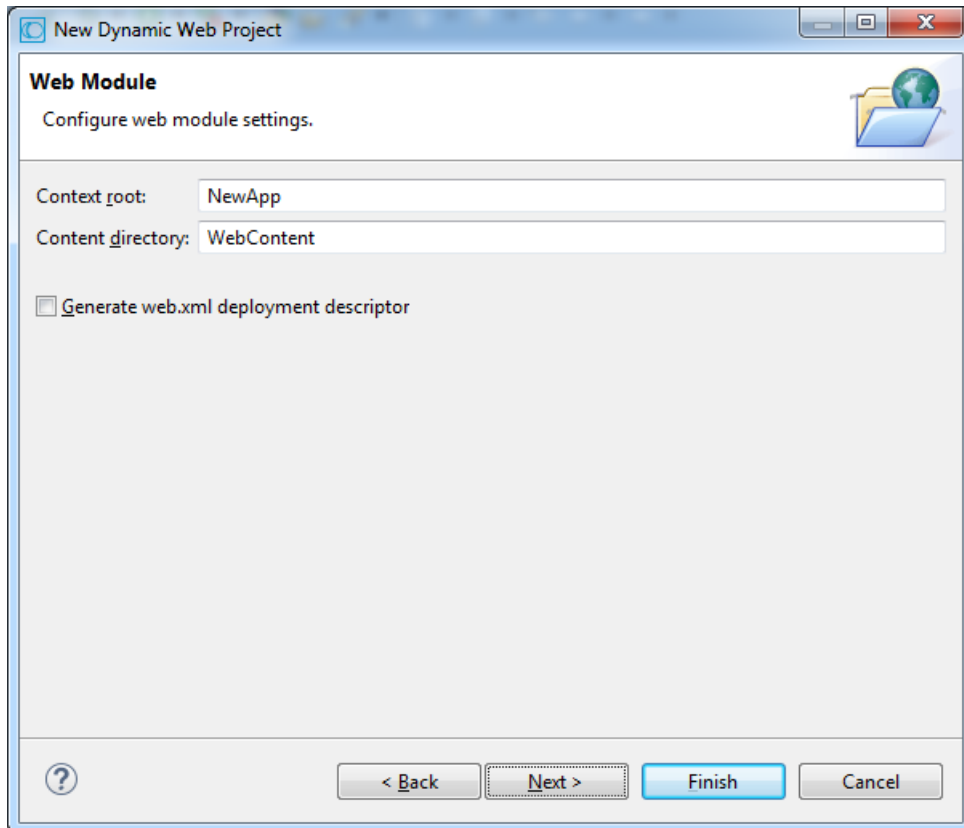 New Dynamic Web Project
Web Module
Configure web module settings.
Context root: NewApp
Content directory: WebContent
Generate web.xml deployment descriptor
? < Back Next > Finish Cancel